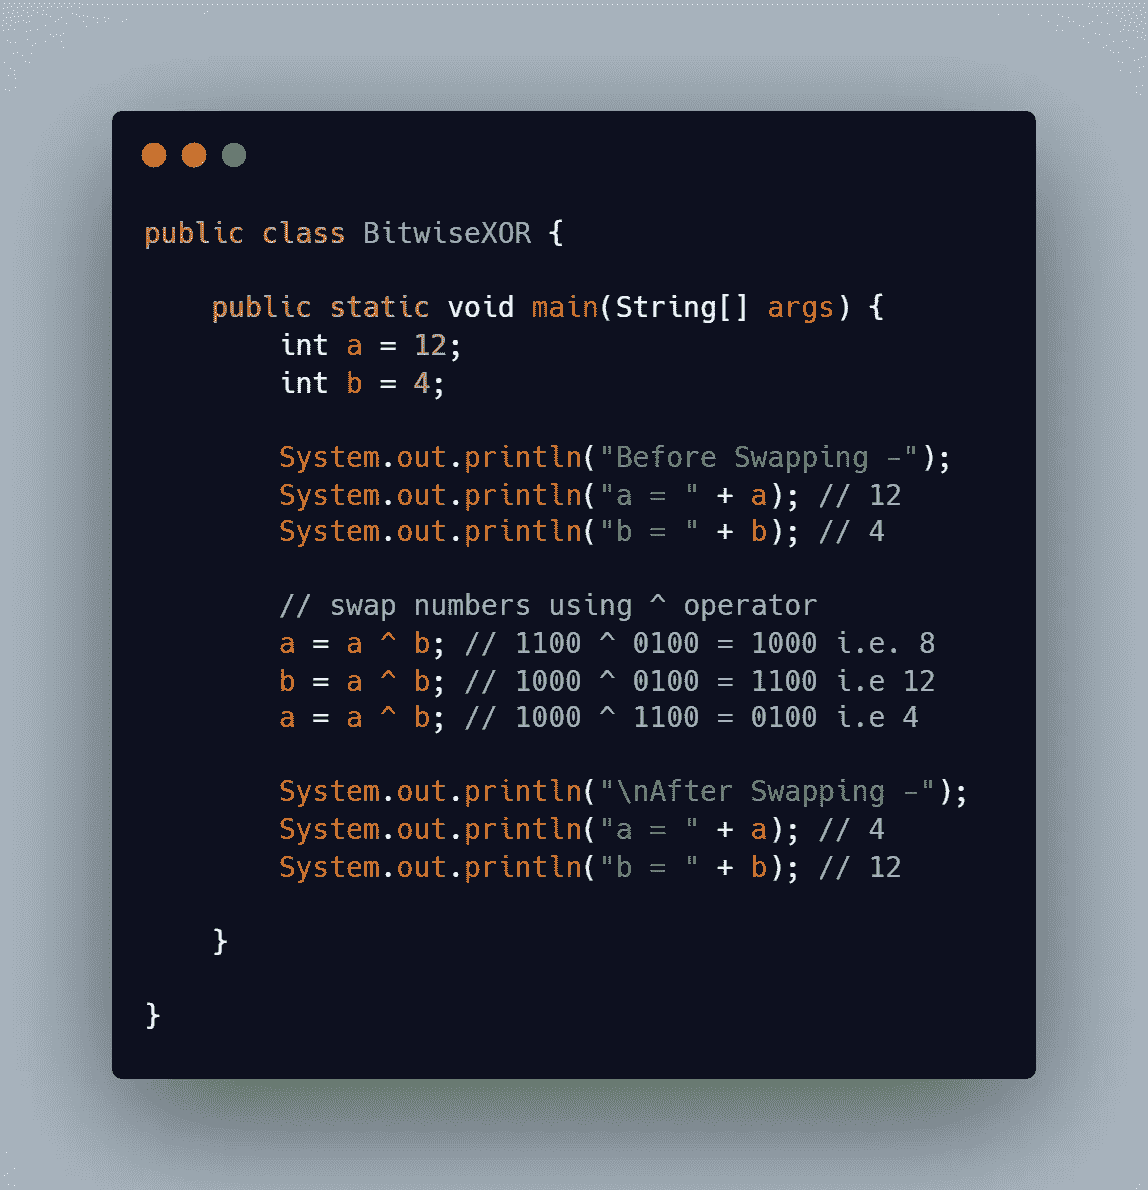 public class BitwiseXOR {
public static void main(String[] args) {
int a = 12;
int b = 4;
System.out.println("Before Swapping -");
System.out.println("a = " + a); // 12
System.out.println("b = " + b); // 4
// swap numbers using ^ operator
a = a ^ b; // 1100 ^ 0100 = 1000 i.e. 8
b = a ^ b; // 1000 ^ 0100 = 1100 i.e 12
a = a ^ b; // 1000 ^ 1100 = 0100 i.e 4
System.out.println("\nAfter Swapping -");
System.out.println("a = " + a); // 4
System.out.println("b = " + b); // 12
}
}